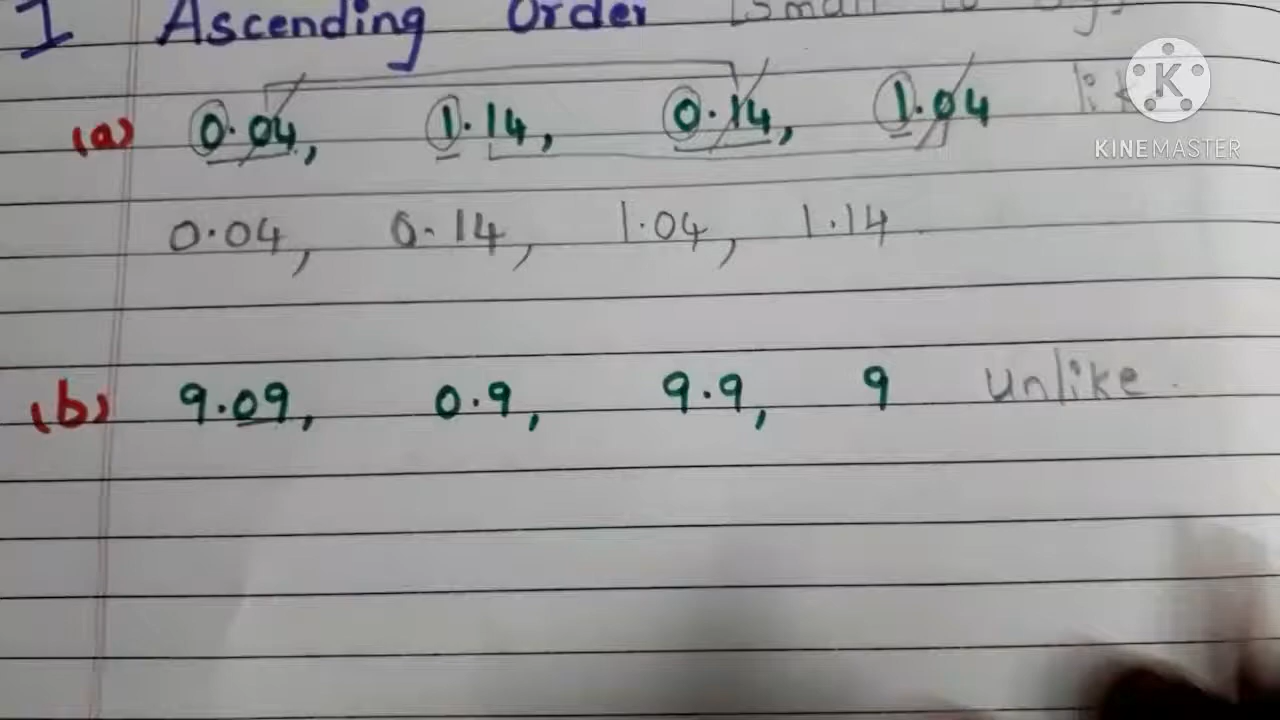 I Ascending Order
(a) 0.04, 1.14, 0.14, 1.04
K
KINEMASTER
0.04, 0.14, 1.04, 1.14
(b) 9.09, 0.9, 9.9, 9 unlike.